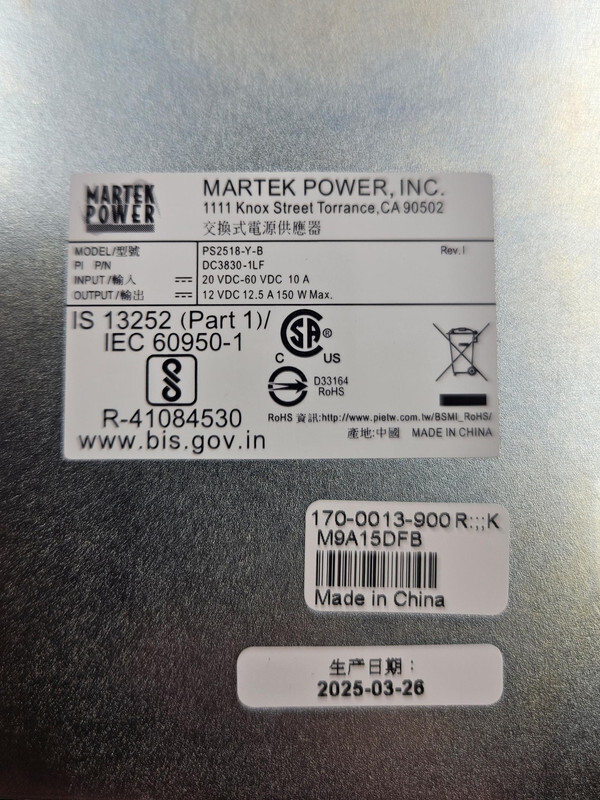 MARTEK POWER
MARTEK POWER, INC.
1111 Knox Street Torrance,CA 90502
交換式電源供應器
MODEL/型號 PS2518-Y-B Rev:I
PI P/N DC3830-1LF
INPUT/輸入 20 VDC-60 VDC 10 A
OUTPUT/輸出 12 VDC 12.5 A 150 W Max.
IS 13252 (Part 1)/
IEC 60950-1
R-41084530
www.bis.gov.in
CSA ®
C US
D33164
RoHS
RoHS 資訊:http://www.pietw.com.tw/BSMI_RoHS/
產地:中國 MADE IN CHINA
170-0013-900 R:;;K
M9A15DFB
Made in China
生产日期：
2025-03-26